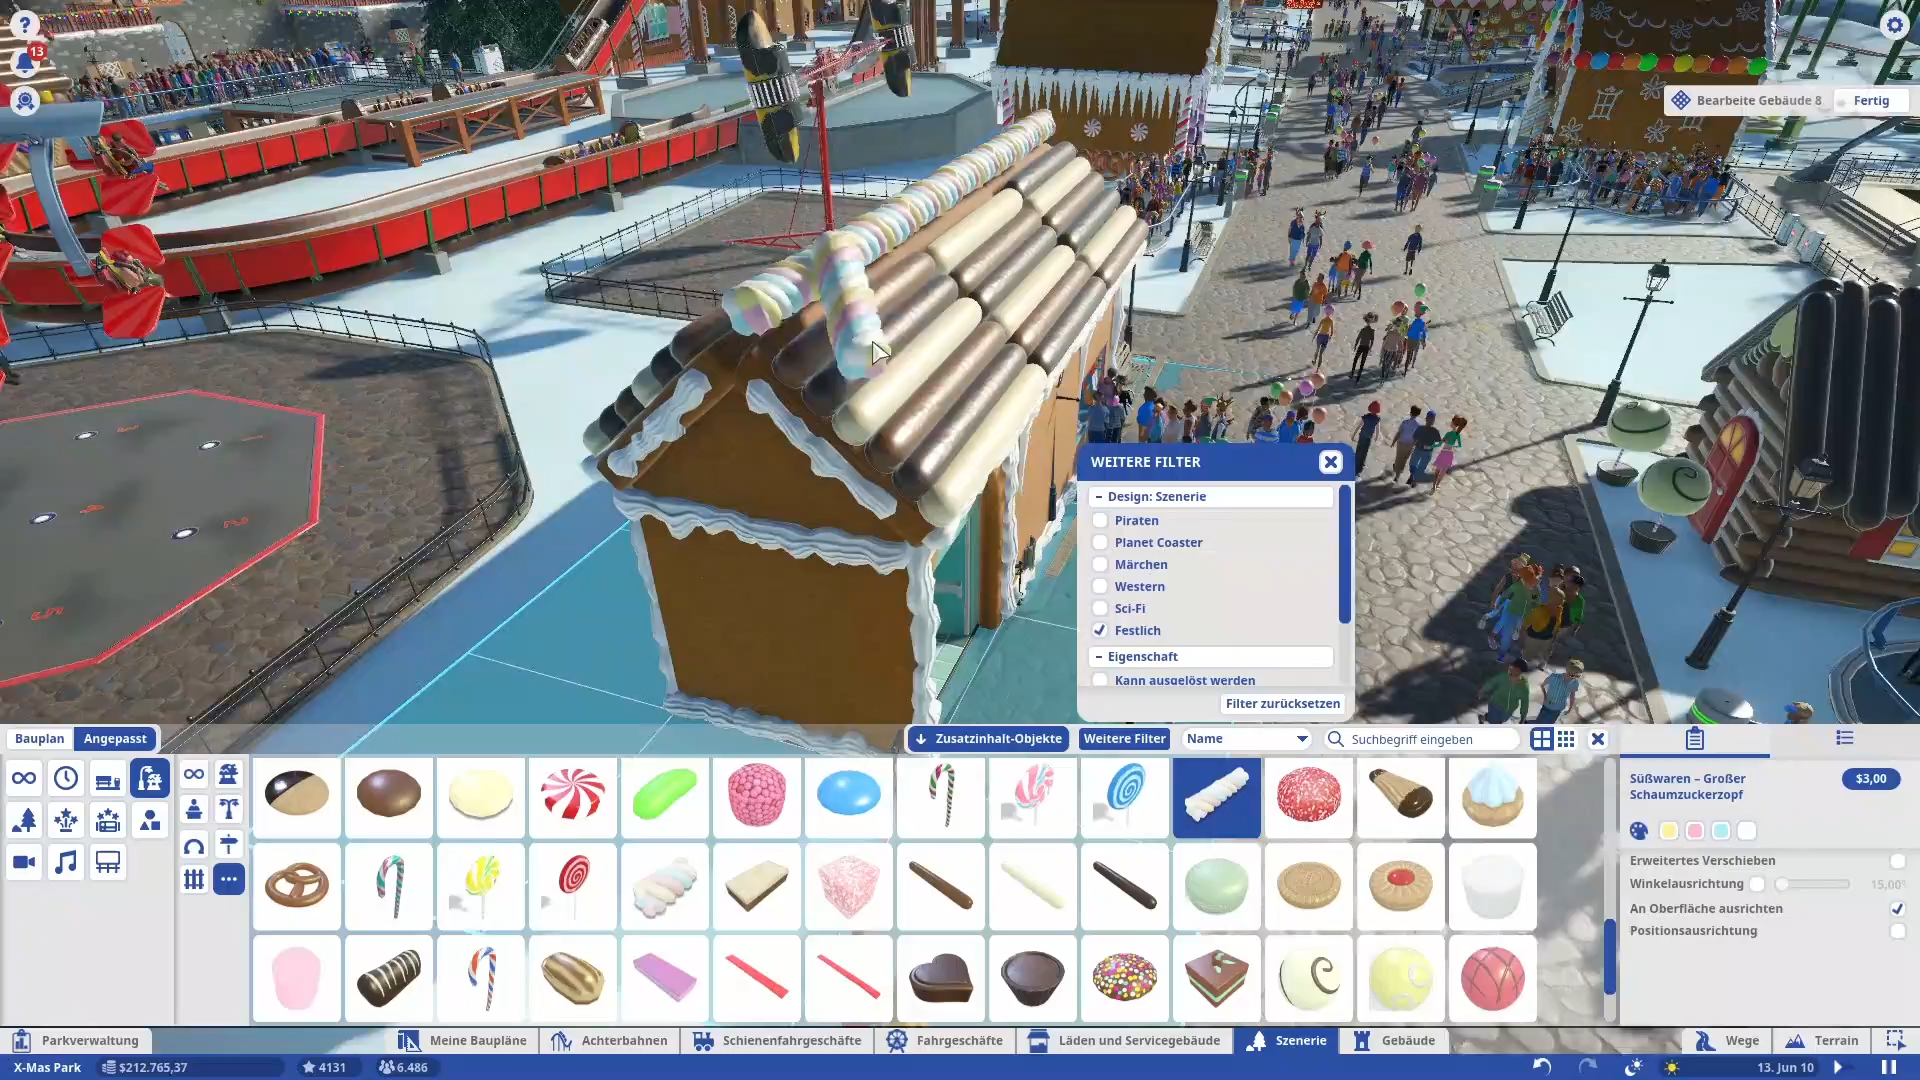 ?
13
Bearbeite Gebäude 8
Fertig
WEITERE FILTER
– Design: Szenerie
Piraten
Planet Coaster
Märchen
Western
Sci-Fi
Festlich
– Eigenschaft
Kann ausgelöst werden
Filter zurücksetzen
Bauplan
Angepasst
Zusatzinhalt-Objekte
Weitere Filter
Name
Suchbegriff eingeben
Süßwaren – Großer
Schaumzuckerzopf
$3,00
Erweitertes Verschieben
Winkelausrichtung
15,00°
An Oberfläche ausrichten
Positionsausrichtung
Parkverwaltung
Meine Baupläne
Achterbahnen
Schienenfahrgeschäfte
Fahrgeschäfte
Läden und Servicegebäude
Szenerie
Gebäude
Wege
Terrain
X-Mas Park
$212.765,37
4131
6.486
13. Jun 10